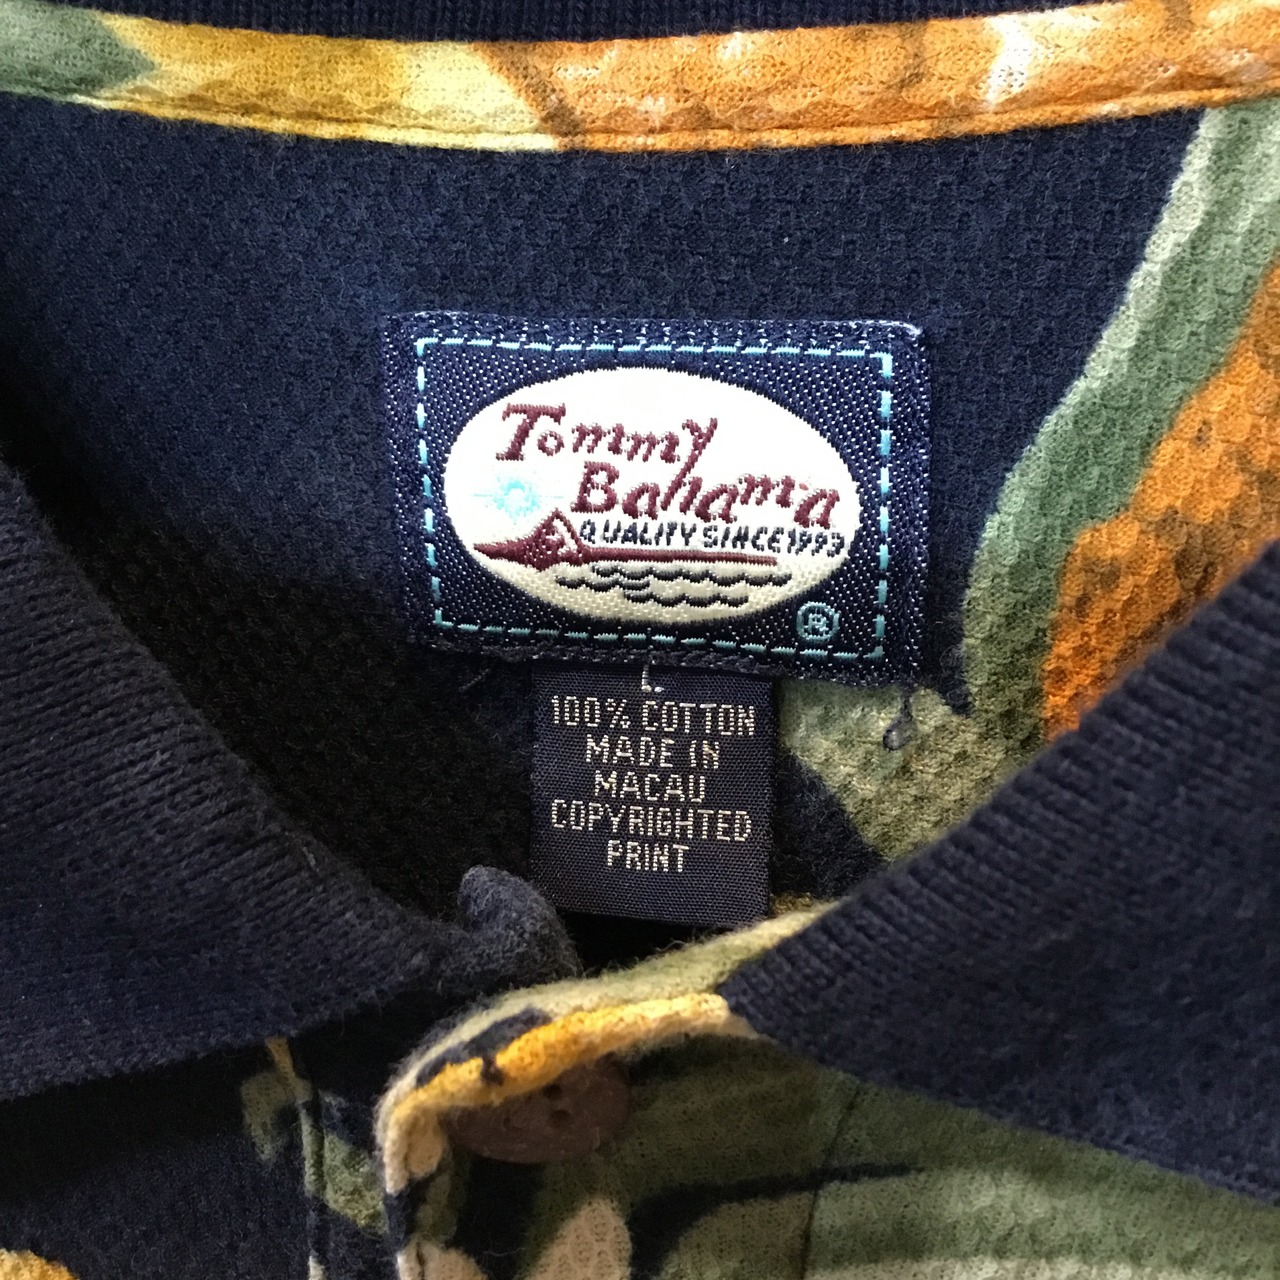 Tommy
Bahama
QUALITY SINCE 1993
®
L
100% COTTON
MADE IN
MACAU
COPYRIGHTED
PRINT